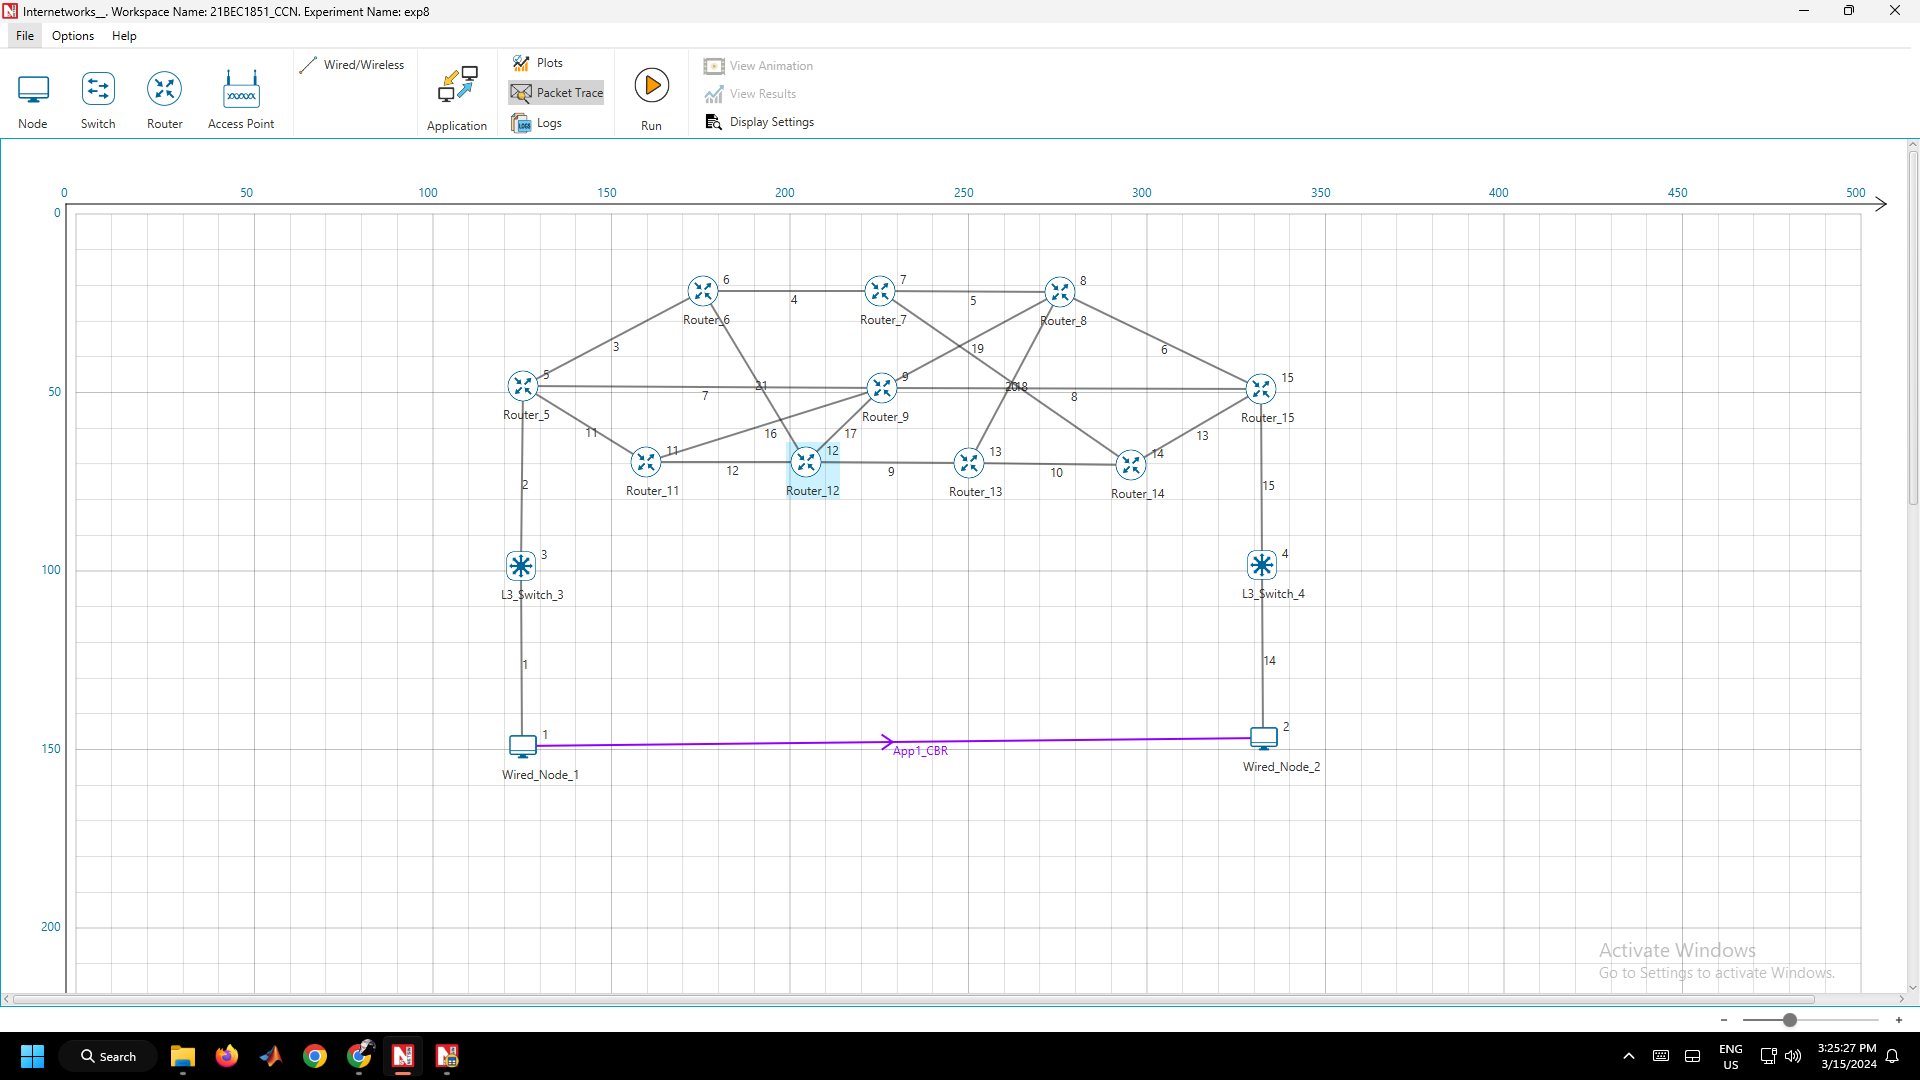 Internetworks__. Workspace Name: 21BEC1851_CCN. Experiment Name: exp8
File Options Help
Node
Switch
Router
Access Point
Wired/Wireless
Application
Plots
Packet Trace
Logs
Run
View Animation
View Results
Display Settings
0 50 100 150 200 250 300 350 400 450 500
0
50
100
150
200
6
Router_6
4
7
Router_7
5
8
Router_8
3
19
6
5
Router_5
21
7
9
Router_9
20
18
8
15
Router_15
11
16
17
13
11
Router_11
12
12
Router_12
9
13
Router_13
10
14
Router_14
2
15
3
L3_Switch_3
4
L3_Switch_4
1
14
1
Wired_Node_1
App1_CBR
2
Wired_Node_2
Activate Windows
Go to Settings to activate Windows.
- +
Search
ENG
US
3:25:27 PM
3/15/2024